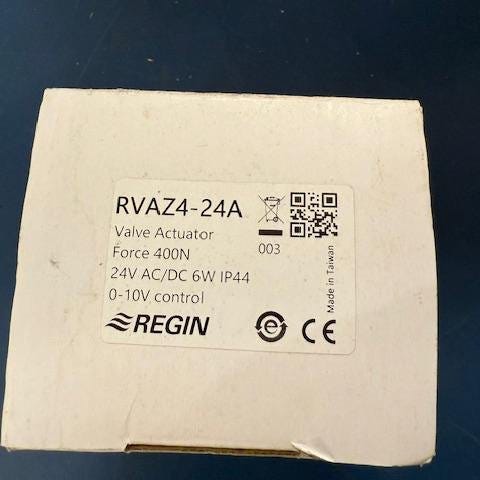 RVAZ4-24A
Valve Actuator
Force 400N
24V AC/DC 6W IP44
0-10V control
REGIN
003
Made in Taiwan
e
CE